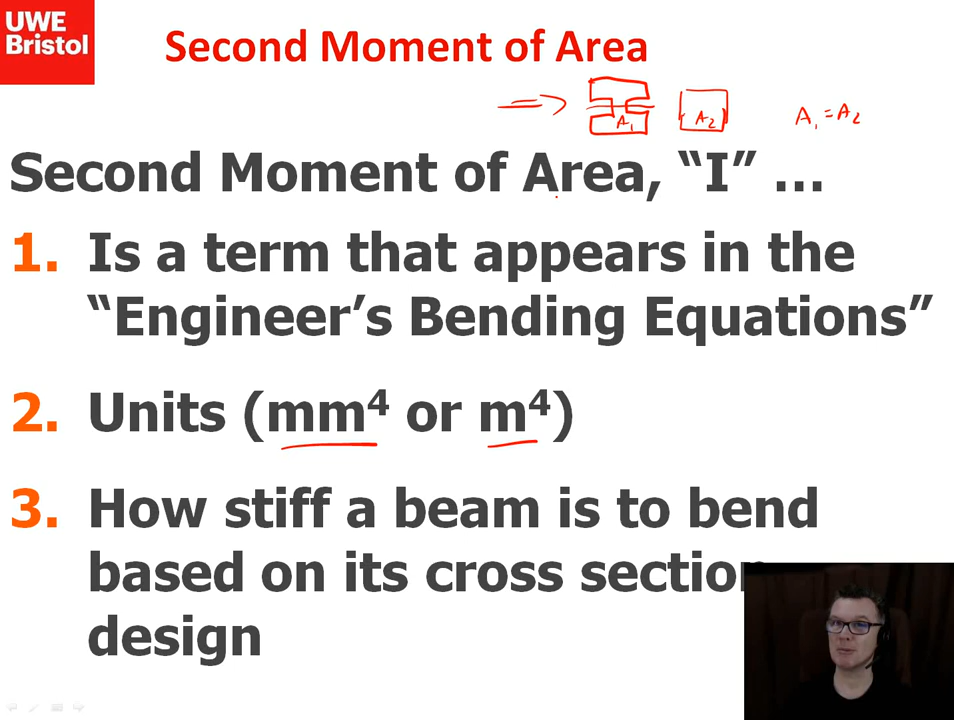 UWE
Bristol
Second Moment of Area
A₁ A₂ A₁ = A₂
Second Moment of Area, “I” …
1. Is a term that appears in the
“Engineer’s Bending Equations”
2. Units (mm⁴ or m⁴)
3. How stiff a beam is to bend
based on its cross section
design